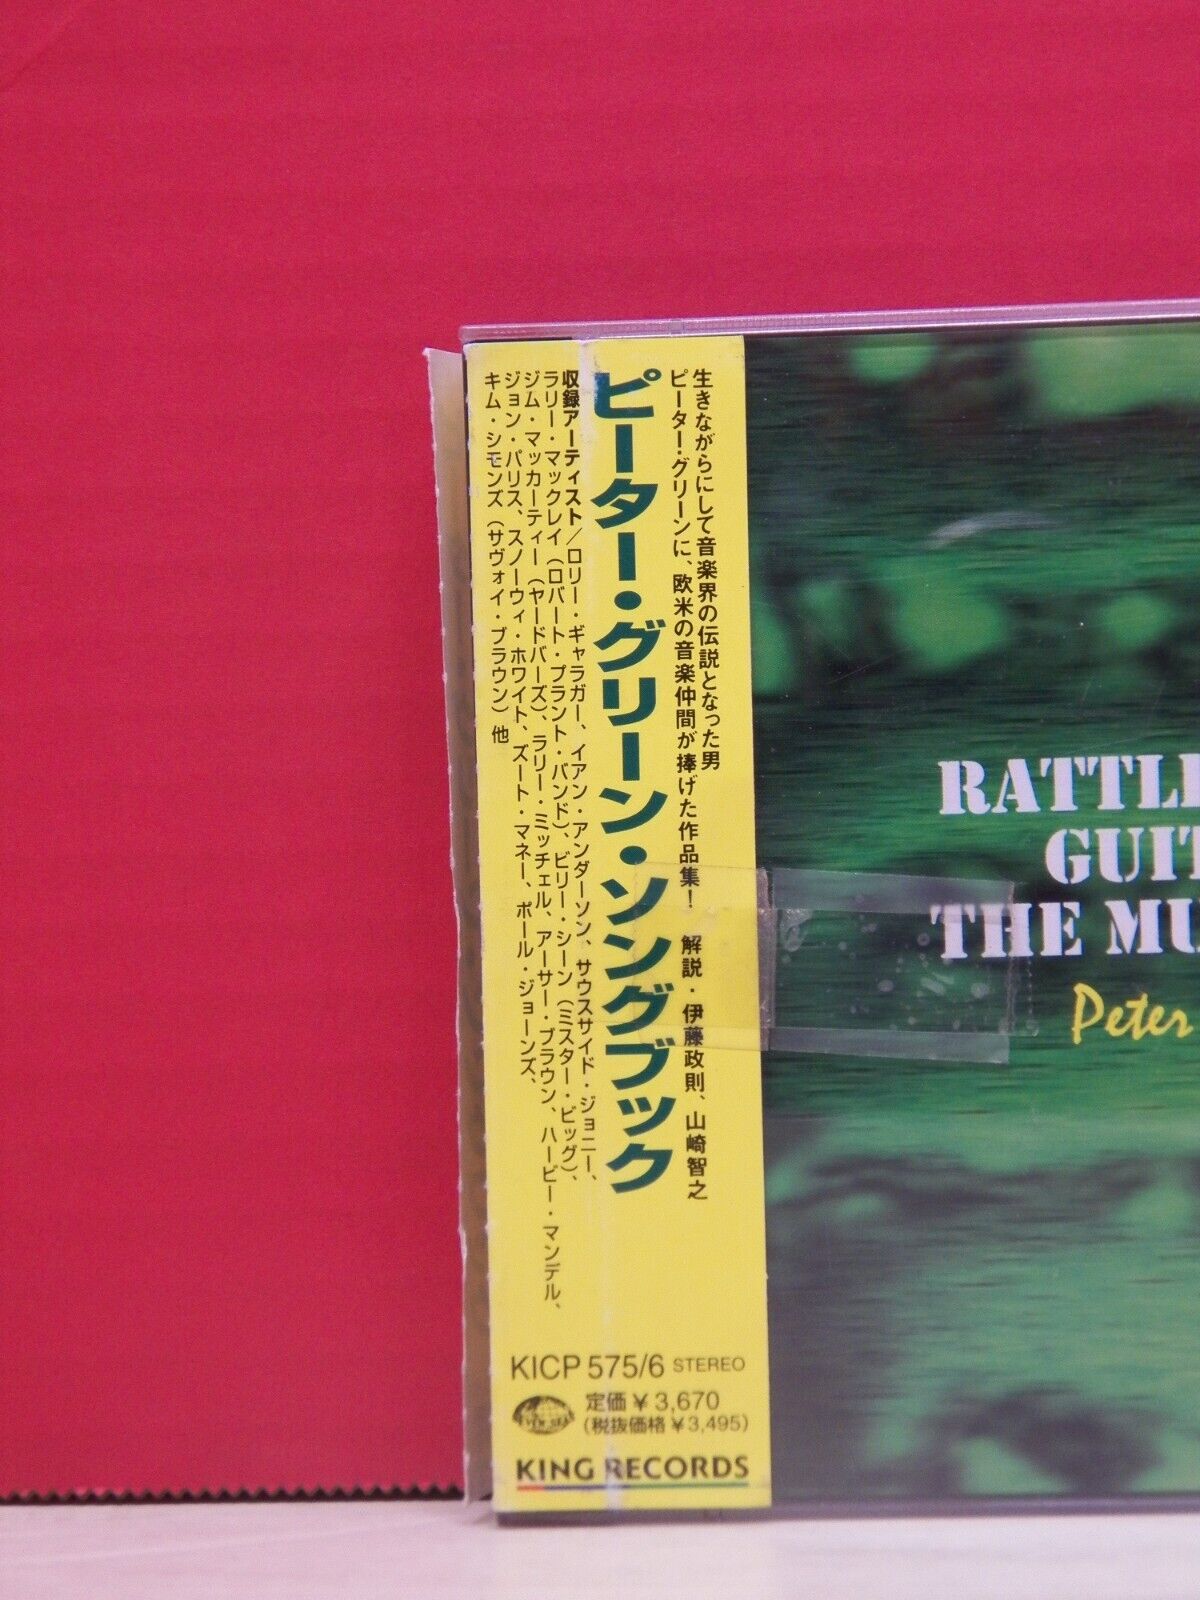 生きながらにして音楽界の伝説となった男
ピーター・グリーンに、欧米の音楽仲間が捧げた作品集! 解説・伊藤政則、山崎智之
ピーター・グリーン・ソングブック
収録アーティスト/ロリー・ギャラガー、イアン・アンダーソン、サウスサイド・ジョニー、
ラリー・マックレイ(ロバート・プラント・バンド)、ビリー・シーン(ミスター・ビッグ)、
ジム・マッカーティー(ヤードバーズ)、ラリー・ミッチェル、アーサー・ブラウン、ハービー・マンデル、
ジョン・パリス、スノーウィ・ホワイト、ズート・マネー、ポール・ジョーンズ、
キム・シモンズ(サヴォイ・ブラウン)他
KICP 575/6 STEREO
定価 ¥ 3,670
(税抜価格 ¥3,495)
KING RECORDS
RATTL
GUIT
THE MU
Peter